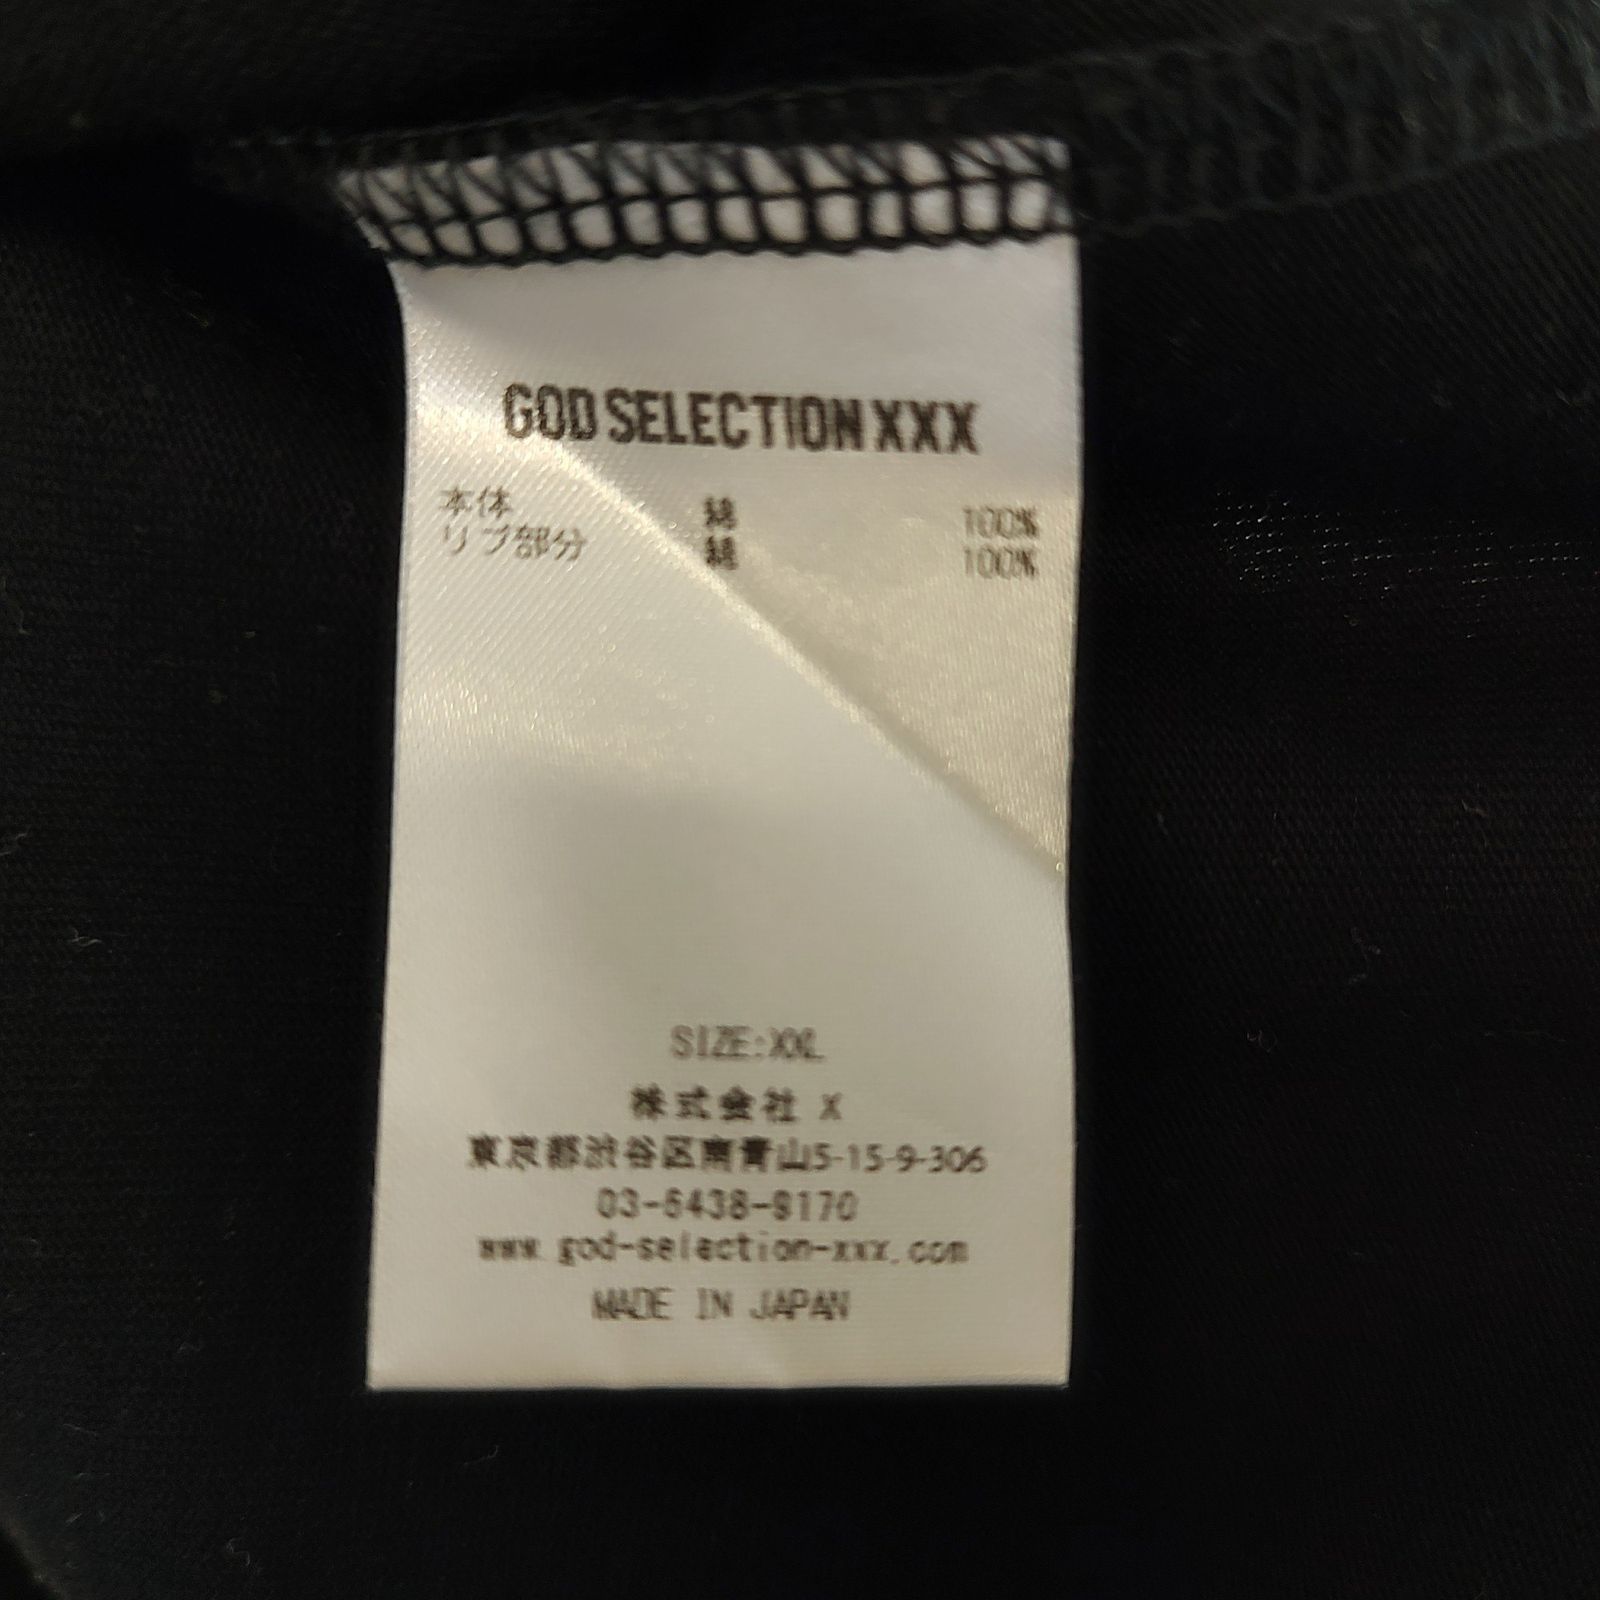 GOD SELECTION XXX
本体 綿 100%
リブ部分 綿 100%
SIZE:XXL
株式会社 X
東京都渋谷区南青山5-15-9-306
03-6438-9170
www.god-selection-xxx.com
MADE IN JAPAN